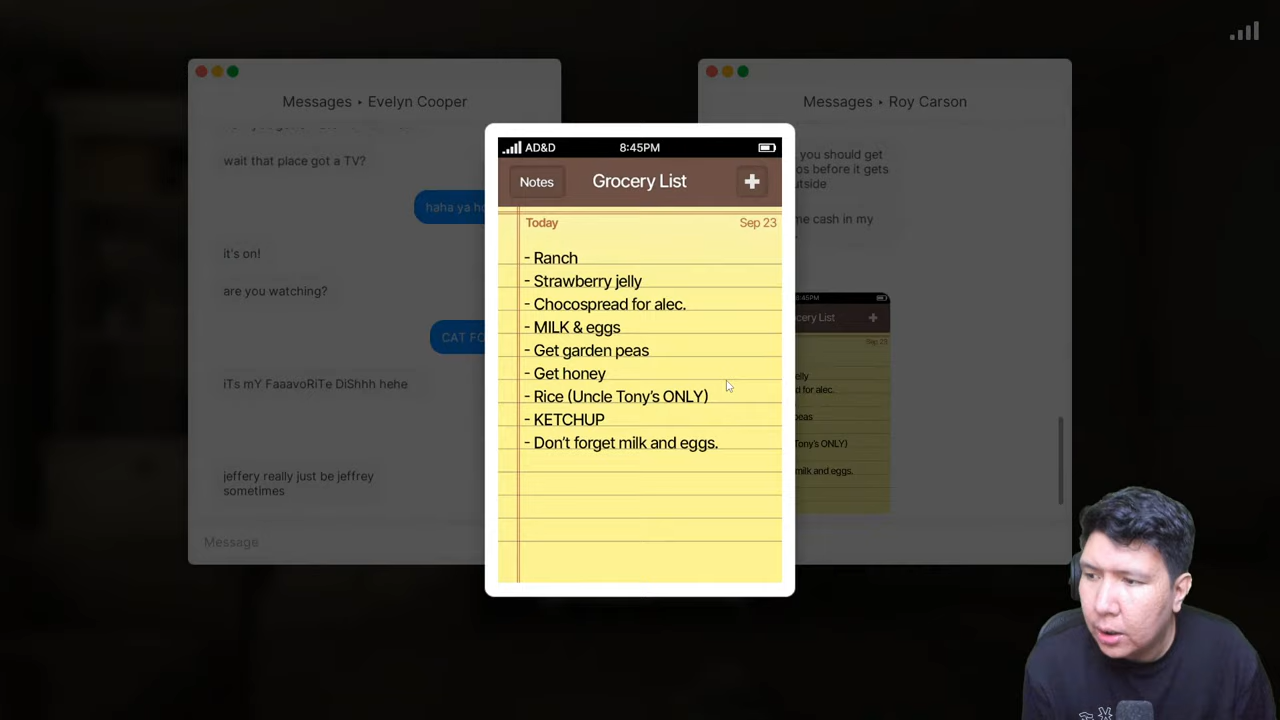 Messages ▸ Evelyn Cooper
wait that place got a TV?
haha ya
it's on!
are you watching?
CAT
iTs mY FaaavoRiTe DiShhh hehe
jeffery really just be jeffrey
sometimes
Message
AD&D 8:45PM
Notes Grocery List
Today Sep 23
- Ranch
- Strawberry jelly
- Chocospread for alec.
- MILK & eggs
- Get garden peas
- Get honey
- Rice (Uncle Tony's ONLY)
- KETCHUP
- Don't forget milk and eggs.
Messages ▸ Roy Carson
you should get
before it gets
cash in my
8:45PM
List
Sep 23
for alec.
peas
ONLY)
milk and eggs.